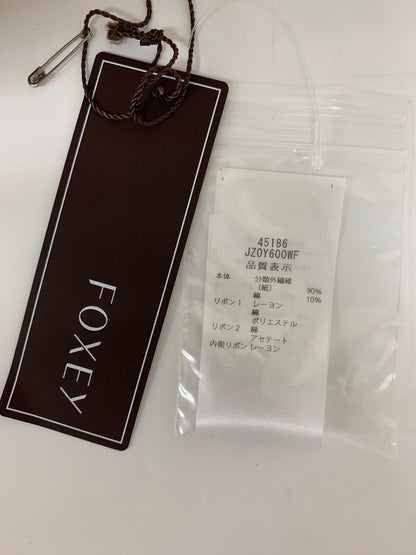 FOXEY
45186
JZOY600WF
品質表示
本体 分類外繊維
(紙) 90%
綿 10%
リボン1 レーヨン
綿
ポリエステル
リボン2 綿
アセテート
内側リボン レーヨン